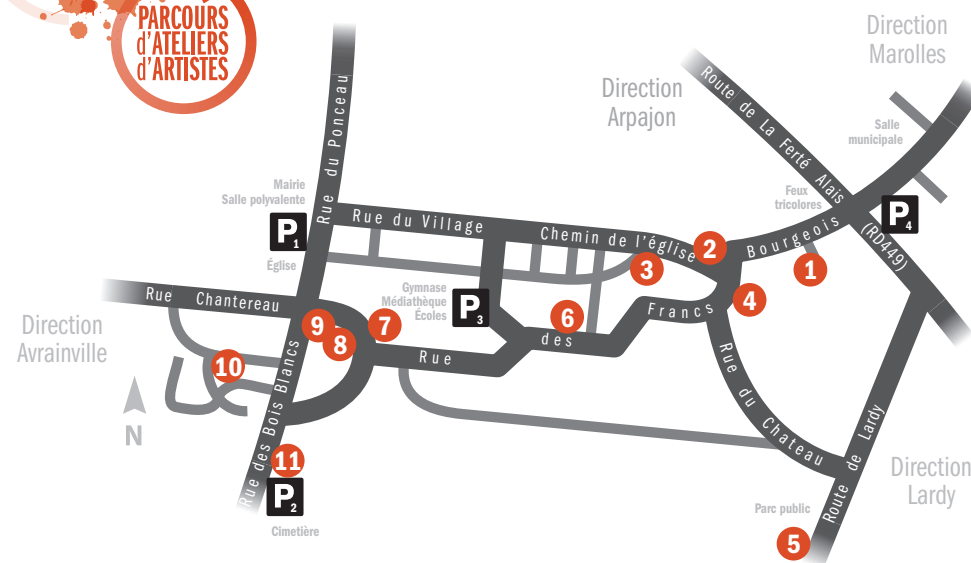 PARCOURS
d'ATELIERS
d'ARTISTES
Direction
Marolles
Direction
Arpajon
Route de La Ferté Alais
(RD449)
Salle
municipale
Rue du Ponceau
Mairie
Salle polyvalente
Feux
tricolores
P1
P4
Rue du Village
Chemin de l'église
2
Bourgeois
Église
3
1
Gymnase
Médiathèque
Écoles
P3
Rue Chantereau
4
Francs
6
des
7
9
8
Rue
Direction
Avrainville
10
N
Rue des Bois Blancs
Rue du Chateau
Route de Lardy
11
P2
Cimetière
Direction
Lardy
Parc public
5